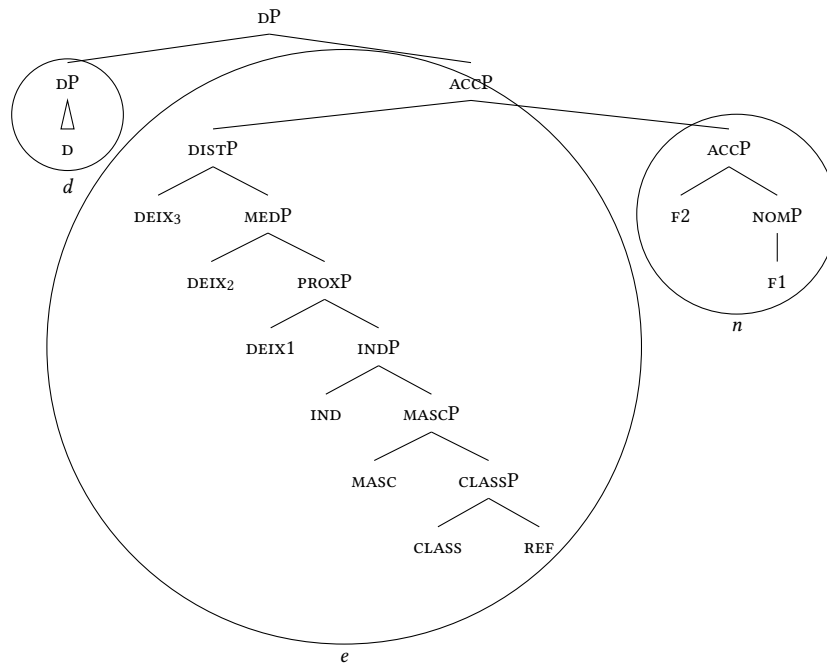 DP
DP ACCP
D DISTP ACCP
d DEIX3 MEDP F2 NOMP
DEIX2 PROXP F1
n
DEIX1 INDP
IND MASCP
MASC CLASSP
CLASS REF
e